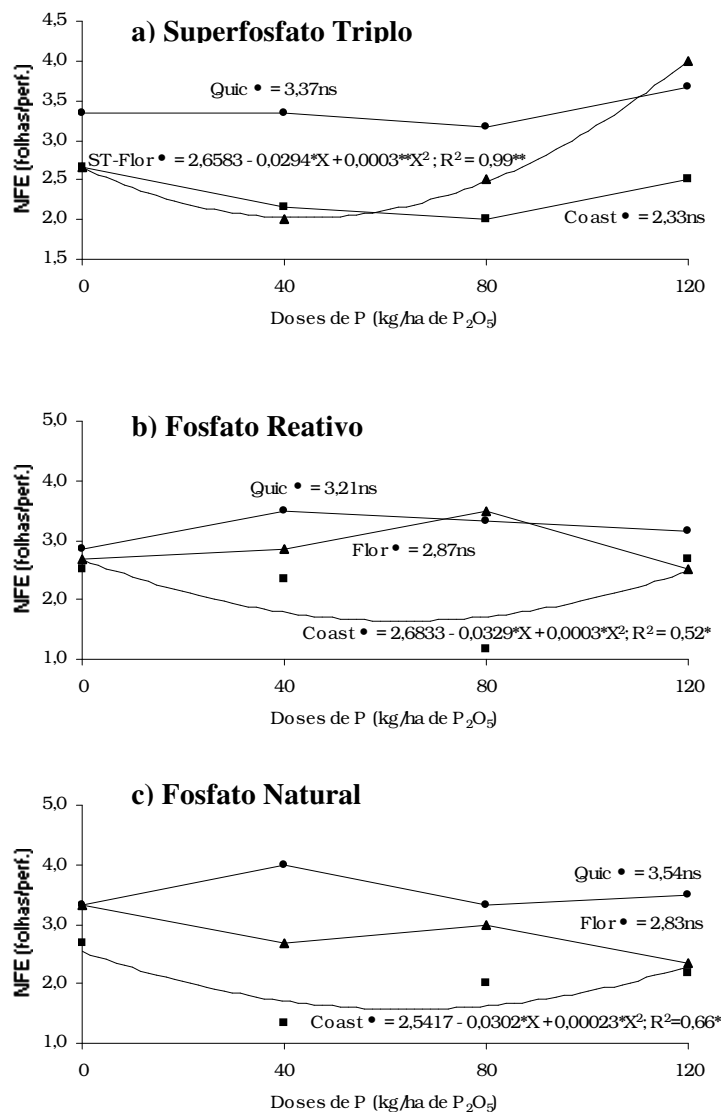 a) Superfosfato Triplo
NFE (folhas/perf.)
4,5
4,0
3,5
3,0
2,5
2,0
1,5
Quic • = 3,37ns
ST-Flor • = 2,6583 - 0,0294*X + 0,0003**X²; R² = 0,99**
Coast • = 2,33ns
0 40 80 120
Doses de P (kg/ha de P₂O₅)
b) Fosfato Reativo
NFE (folhas/perf.)
5,0
4,0
3,0
2,0
1,0
Quic • = 3,21ns
Flor • = 2,87ns
Coast • = 2,6833 - 0,0329*X + 0,0003*X²; R² = 0,52*
0 40 80 120
Doses de P (kg/ha de P₂O₅)
c) Fosfato Natural
NFE (folhas/perf.)
5,0
4,0
3,0
2,0
1,0
Quic • = 3,54ns
Flor • = 2,83ns
Coast • = 2,5417 - 0,0302*X + 0,00023*X²; R²=0,66*
0 40 80 120
Doses de P (kg/ha de P₂O₅)